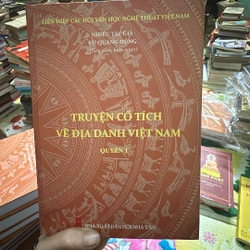 LIÊN HIỆP CÁC HỘI VĂN HỌC NGHỆ THUẬT VIỆT NAM
NHIỀU TÁC GIẢ
VŨ QUANG DŨNG
TRUYỆN CỔ TÍCH
VỀ ĐỊA DANH VIỆT NAM
QUYỂN 1
NHÀ XUẤT BẢN HỘI NHÀ VĂN